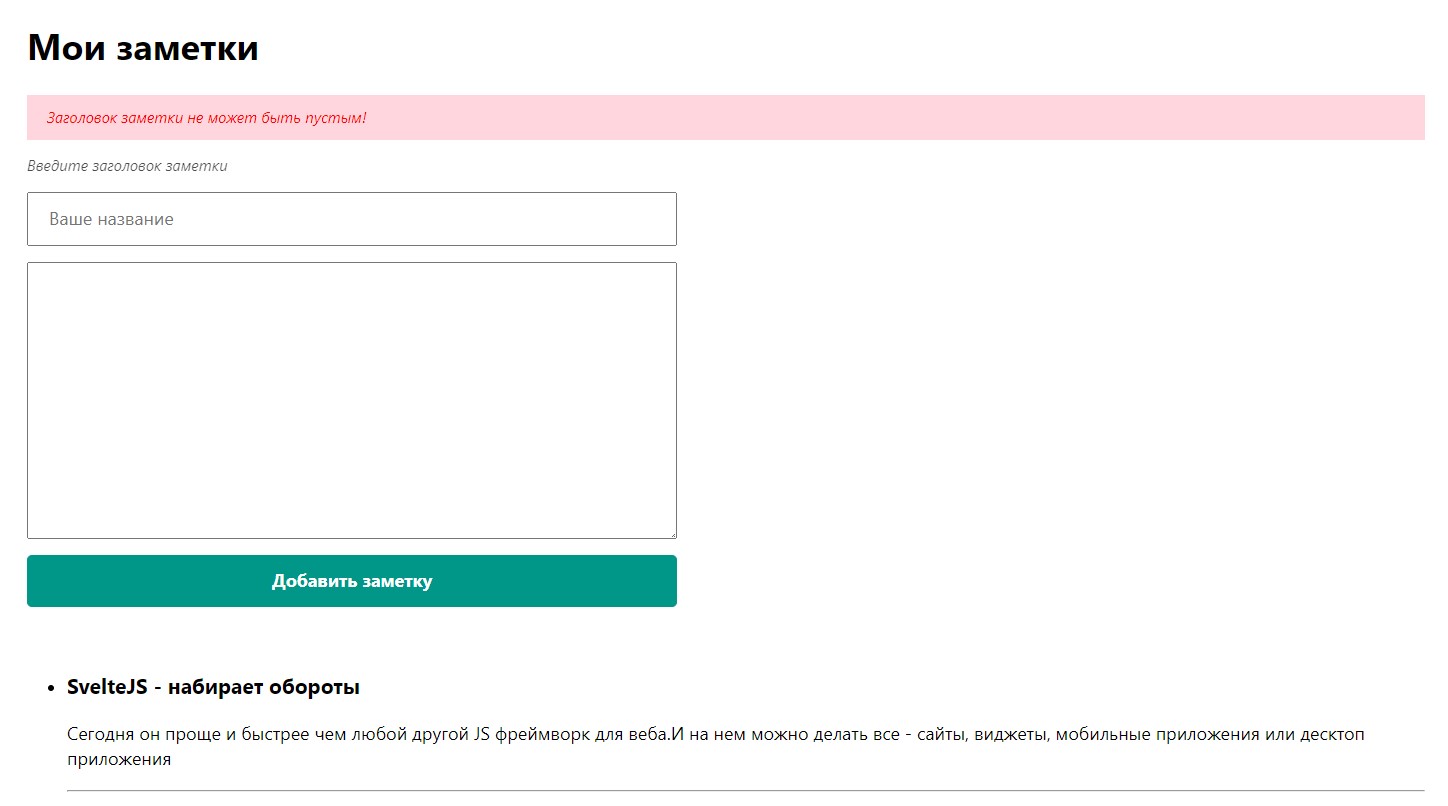 Мои заметки
Заголовок заметки не может быть пустым!
Введите заголовок заметки
Ваше название
Добавить заметку
SvelteJS - набирает обороты
Сегодня он проще и быстрее чем любой другой JS фреймворк для веба.И на нем можно делать все - сайты, виджеты, мобильные приложения или десктоп
приложения